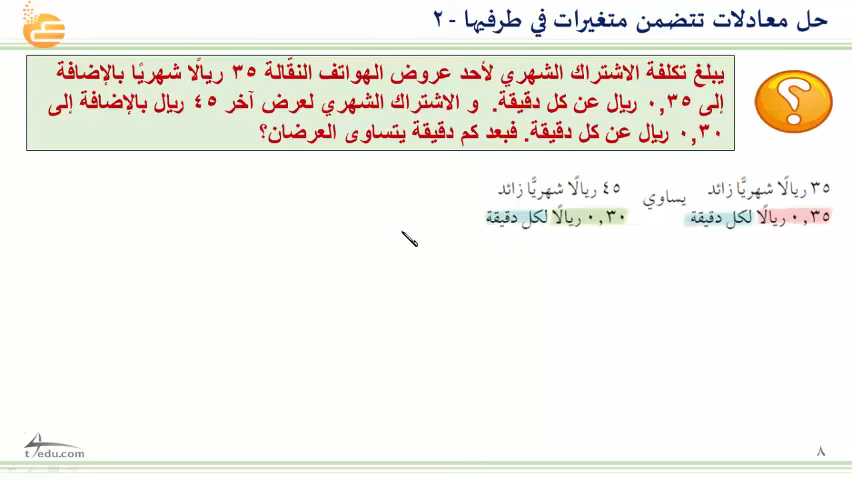 حل معادلات تتضمن متغيرات في طرفيها -٢
يبلغ تكلفة الاشتراك الشهري لأحد عروض الهواتف النقّالة ٣٥ ريالًا شهريًا بالإضافة
إلى ٠,٣٥ ريال عن كل دقيقة. و الاشتراك الشهري لعرض آخر ٤٥ ريال بالإضافة إلى
٠,٣٠ ريال عن كل دقيقة. فبعد كم دقيقة يتساوى العرضان؟
٣٥ ريالًا شهريًّا زائد
٠,٣٥ ريالًا لكل دقيقة
يساوي
٤٥ ريالًا شهريًّا زائد
٠,٣٠ ريالًا لكل دقيقة
t4edu.com
٨